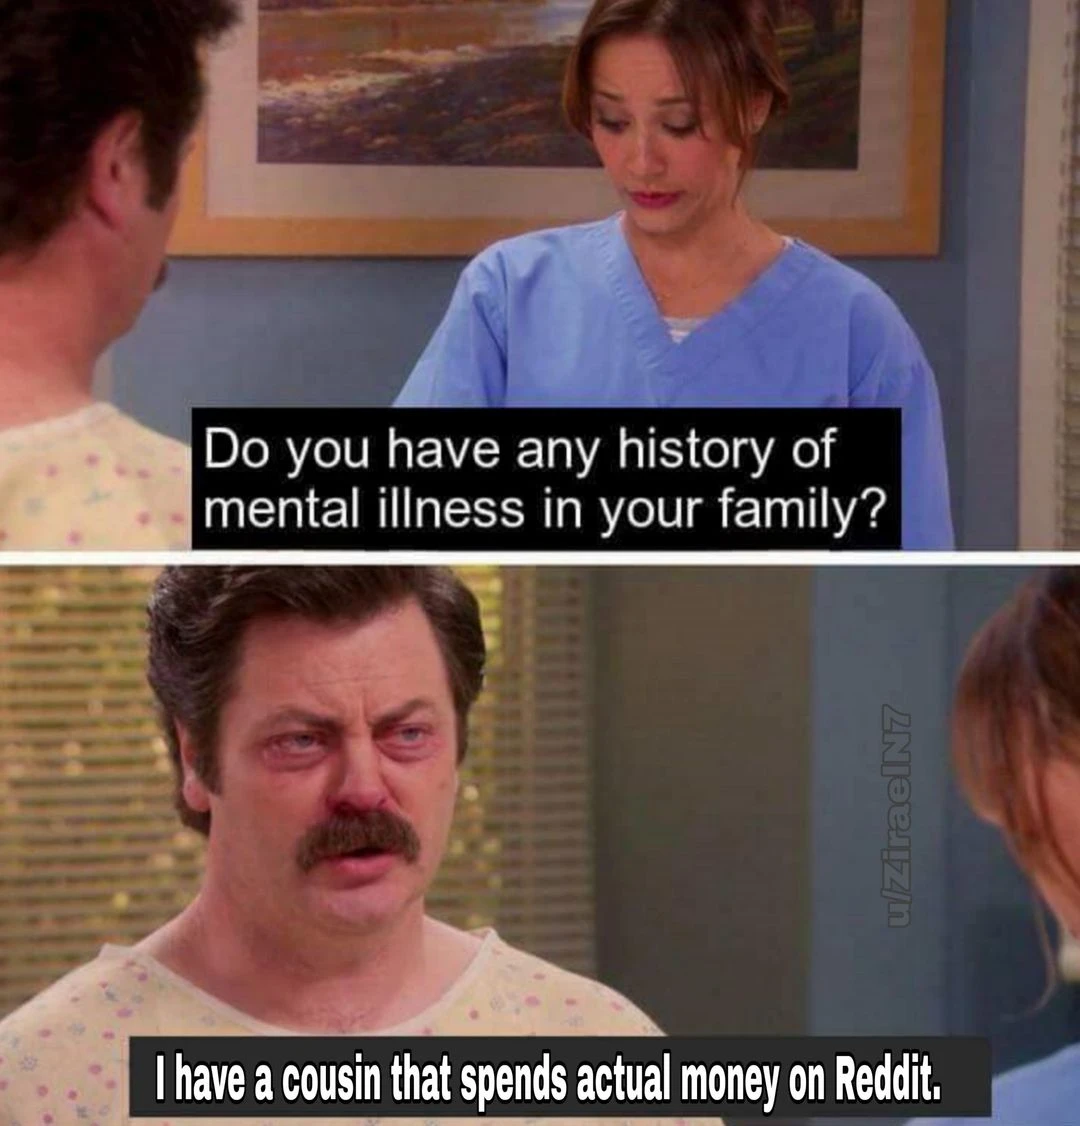 Do you have any history of
mental illness in your family?
u/ZiraelN7
I have a cousin that spends actual money on Reddit.